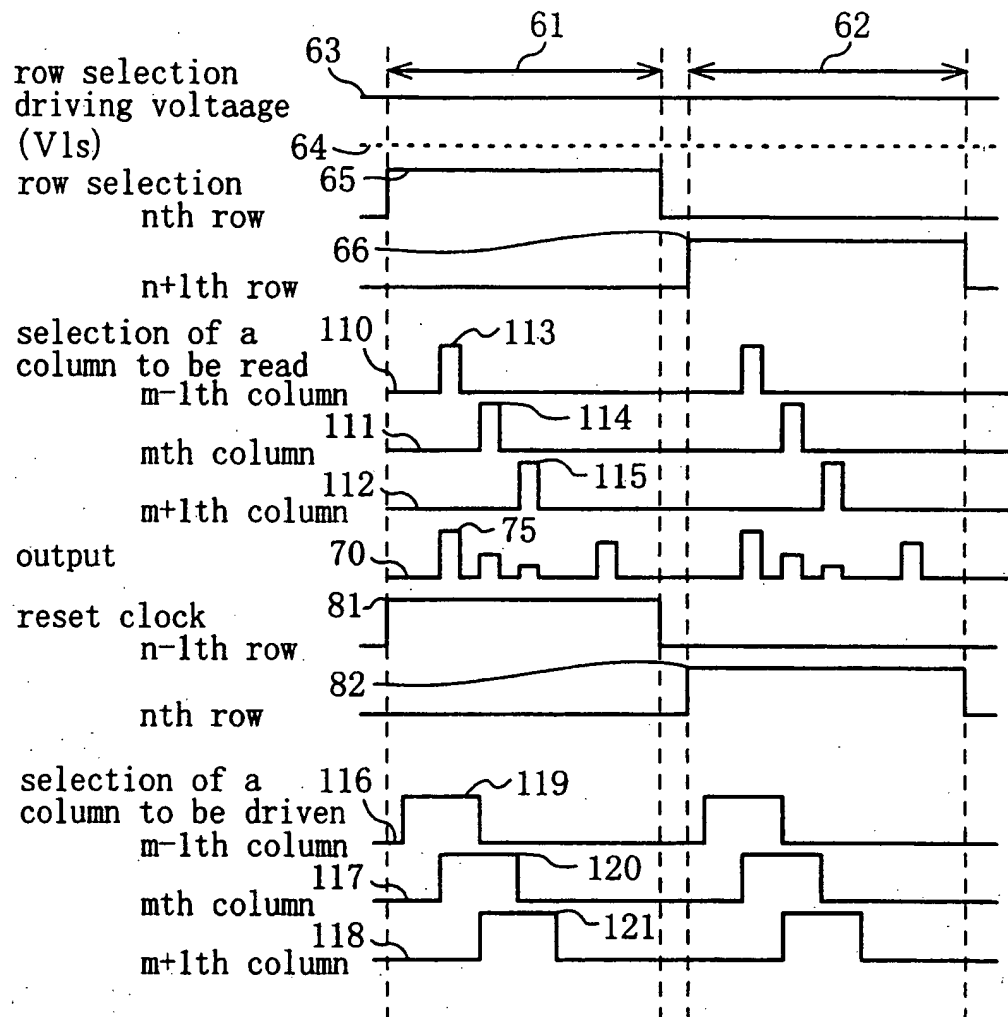 61
62
63
row selection
driving voltaage
(Vls)
64
row selection
65
nth row
66
n+1th row
selection of a
column to be read
110
113
m-1th column
114
111
mth column
115
112
m+1th column
75
output
70
81
reset clock
n-1th row
82
nth row
selection of a
column to be driven
116
119
m-1th column
120
117
mth column
121
118
m+1th column